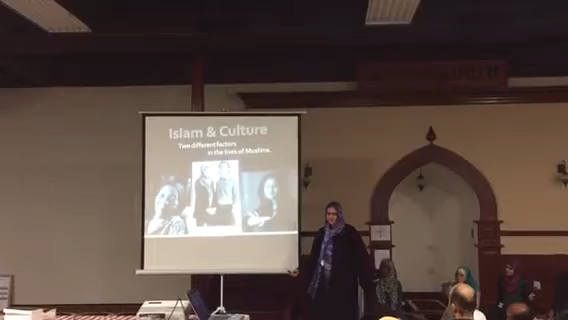 Islam & Culture
Two different factors
in the lives of Muslims.